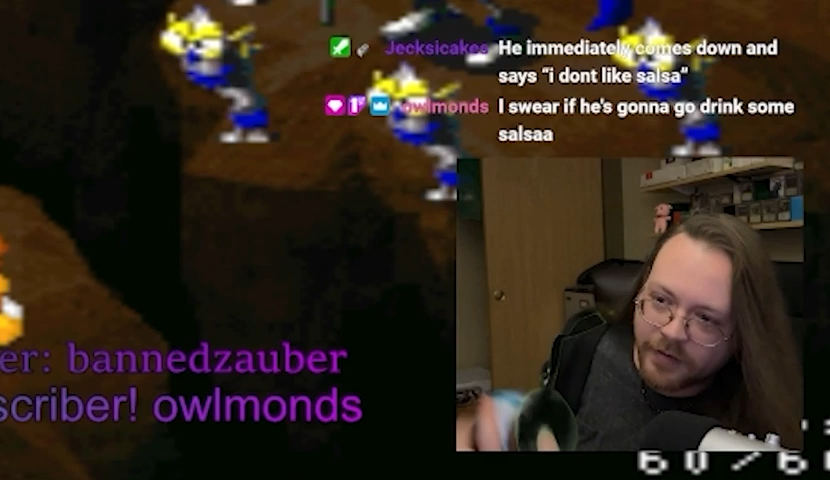 Jecksicakes He immediately comes down and
says “i dont like salsa”
owlmonds I swear if he's gonna go drink some
salsaa
er: bannedzauber
scriber! owlmonds
60/6